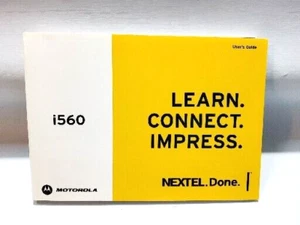 User's Guide
i560
LEARN.
CONNECT.
IMPRESS.
MOTOROLA
NEXTEL. Done.